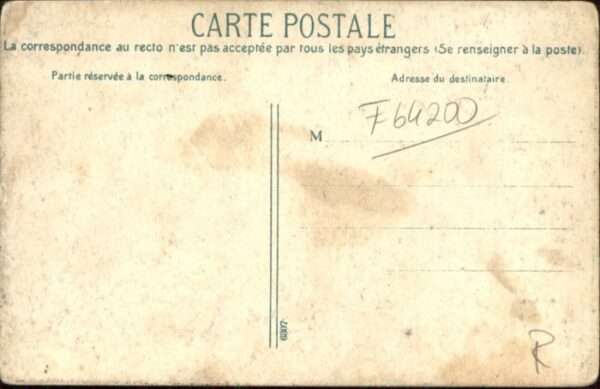 CARTE POSTALE
La correspondance au recto n'est pas acceptée par tous les pays étrangers (Se renseigner à la poste).
Partie réservée à la correspondance.
Adresse du destinataire.
F64200
M